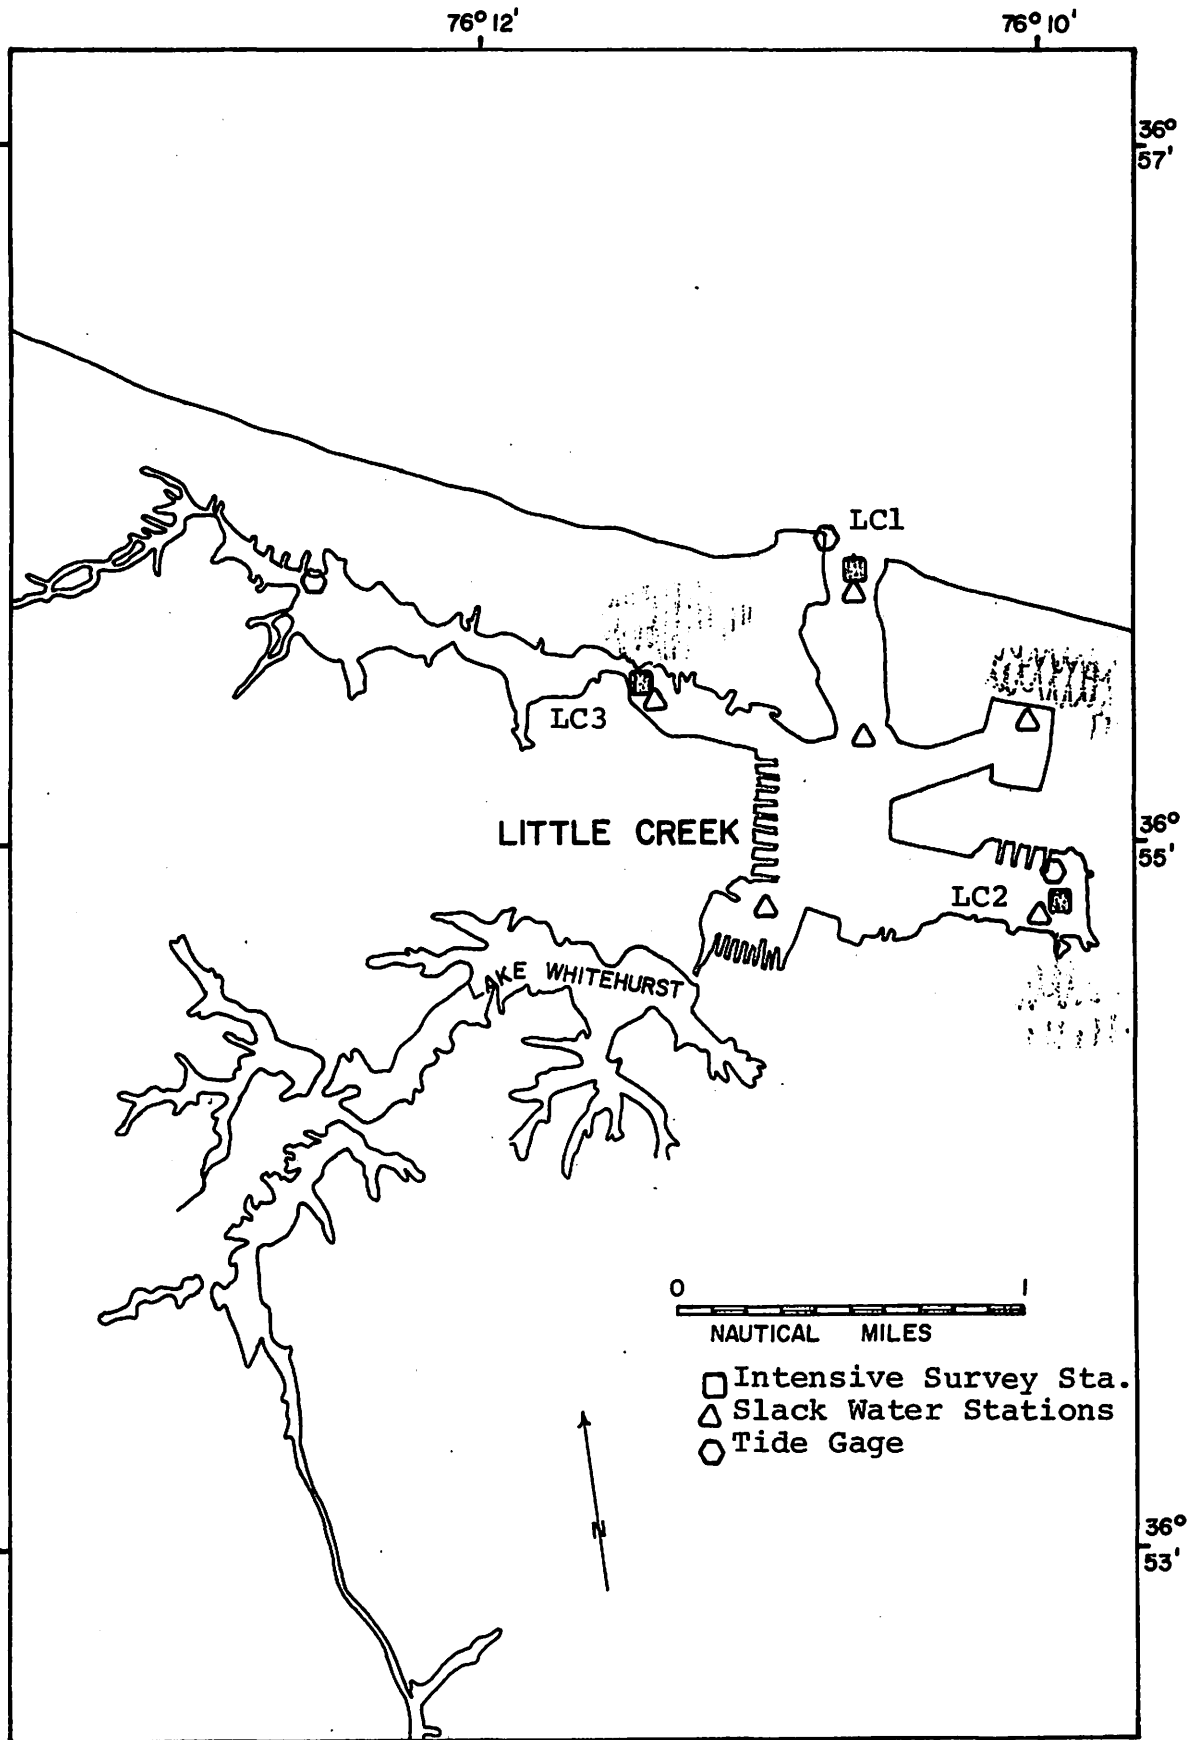 76° 12'
76° 10'
36°
57'
LC1
LC3
LITTLE CREEK
36°
55'
LC2
LAKE WHITEHURST
0 1
NAUTICAL MILES
Intensive Survey Sta.
Slack Water Stations
Tide Gage
N
36°
53'